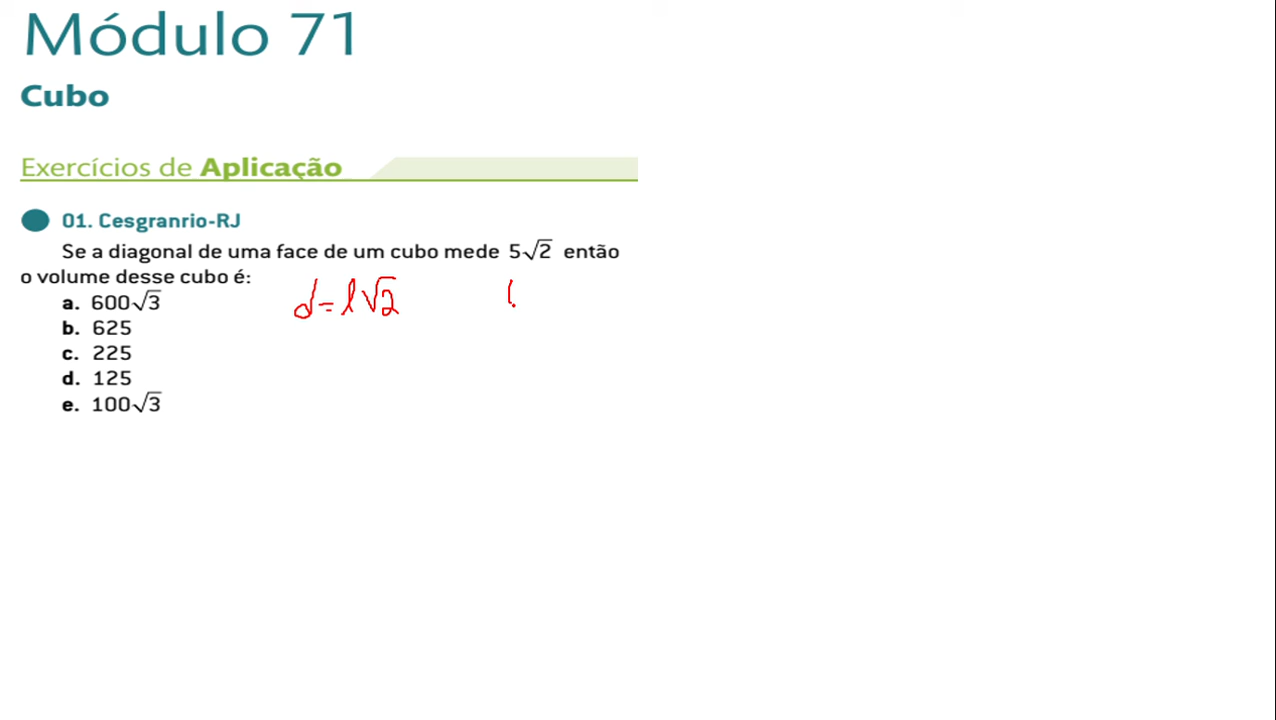 Módulo 71
Cubo
Exercícios de Aplicação
01. Cesgranrio-RJ
Se a diagonal de uma face de um cubo mede 5√2 então
o volume desse cubo é:
d=l√2
a. 600√3
b. 625
c. 225
d. 125
e. 100√3